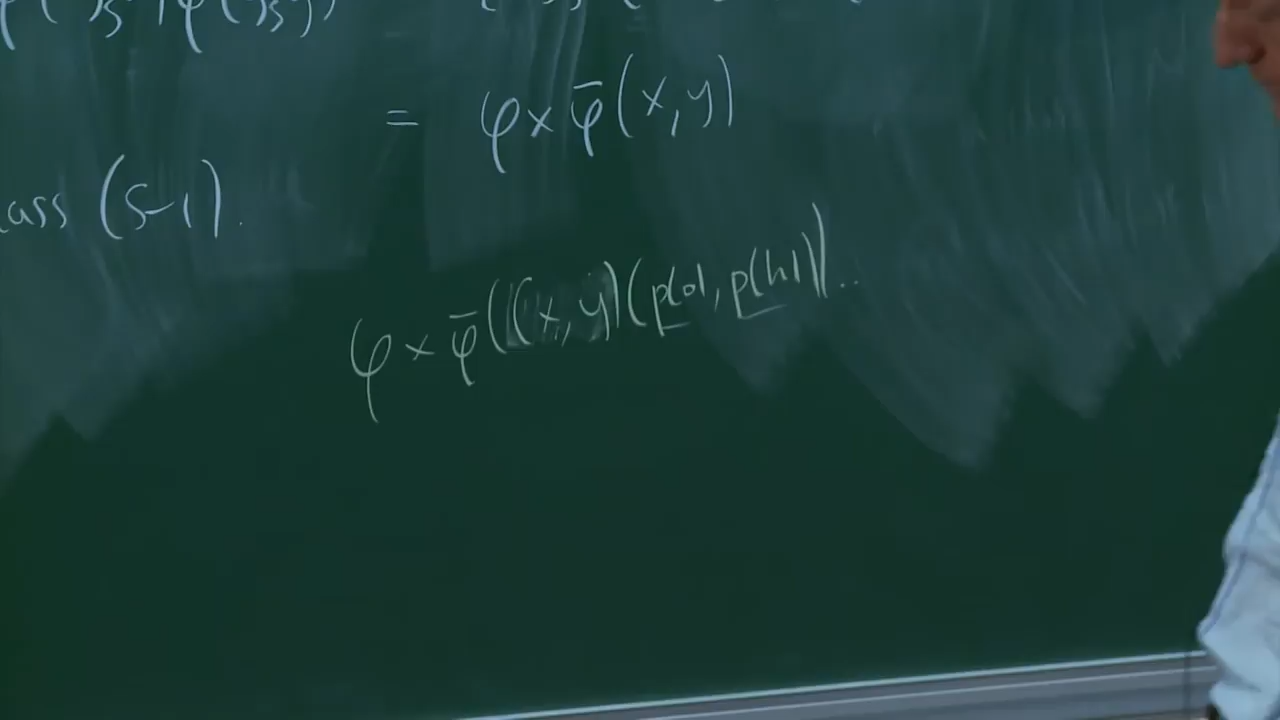 = φ × φ̄ (x, y)
ass (S-1).
φ × φ̄ ((x, y)(p(0), p(h))) ..